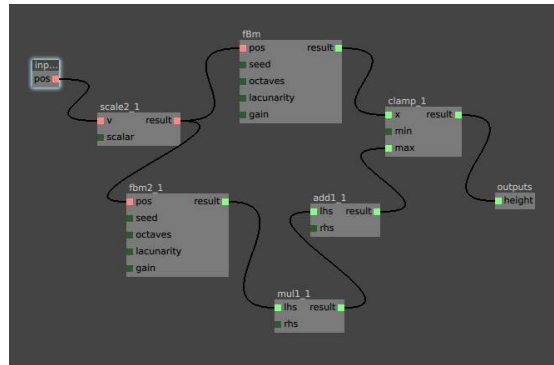 inp...
pos
scale2_1
v result
scalar
fBm
pos result
seed
octaves
lacunarity
gain
fbm2_1
pos result
seed
octaves
lacunarity
gain
mul1_1
lhs result
rhs
add1_1
lhs result
rhs
clamp_1
x result
min
max
outputs
height